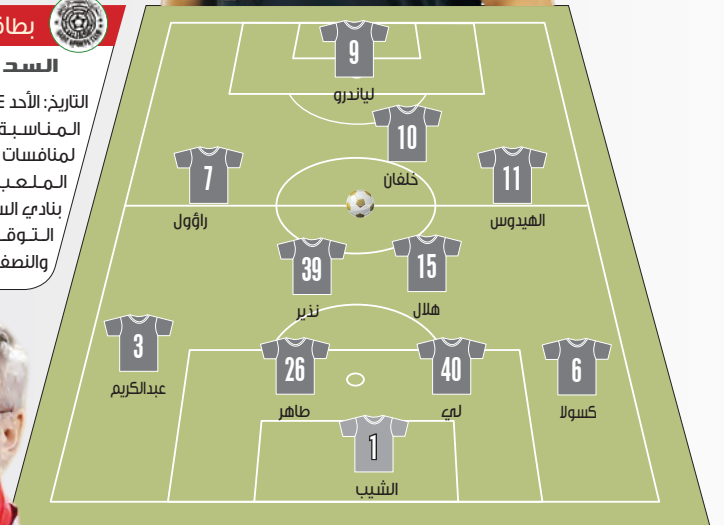 بطاق
السد
التاريخ: الأحد
المناسبة
لمنافسات
الملعب
بنادي الس
التوق
والنصف
9
لياندرو
10
خلفان
7
راؤول
11
الهيدوس
39
نذير
15
هلال
3
عبدالكريم
26
طاهر
40
لي
6
كسولا
1
الشيب